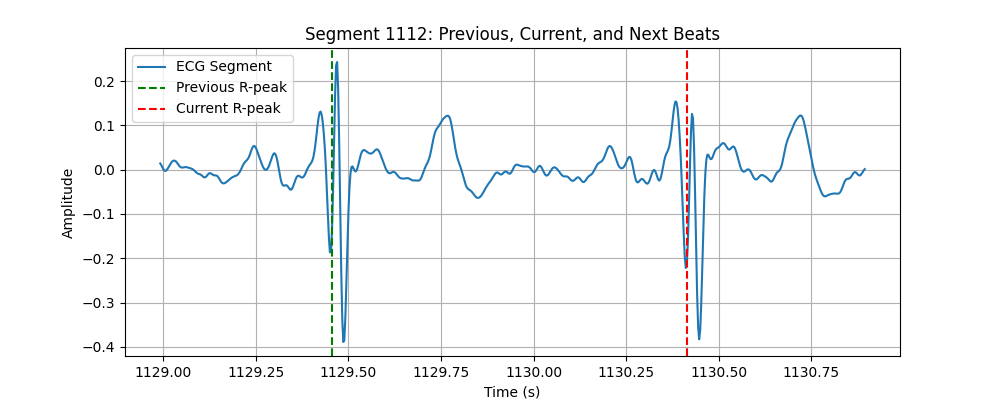 Segment 1112: Previous, Current, and Next Beats
ECG Segment
Previous R-peak
Current R-peak
0.2
0.1
0.0
−0.1
−0.2
−0.3
−0.4
Amplitude
1129.00 1129.25 1129.50 1129.75 1130.00 1130.25 1130.50 1130.75
Time (s)